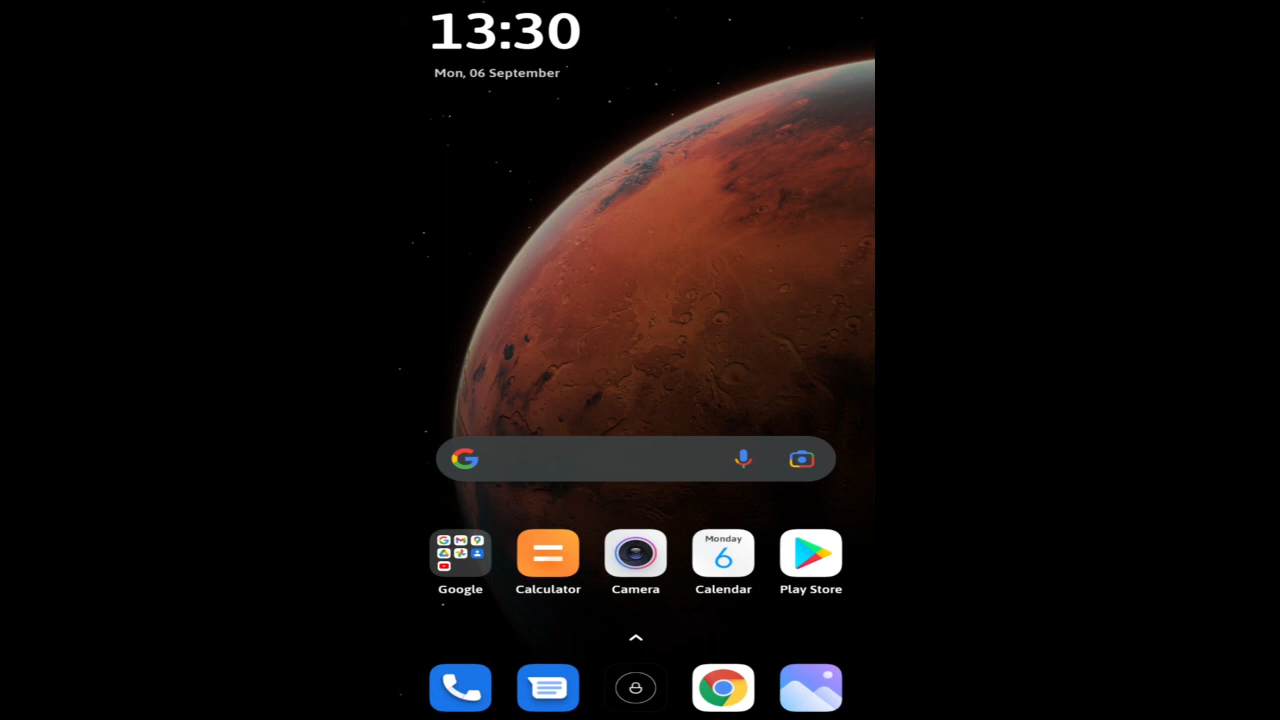 13:30
Mon, 06 September
Monday
6
Google
Calculator
Camera
Calendar
Play Store